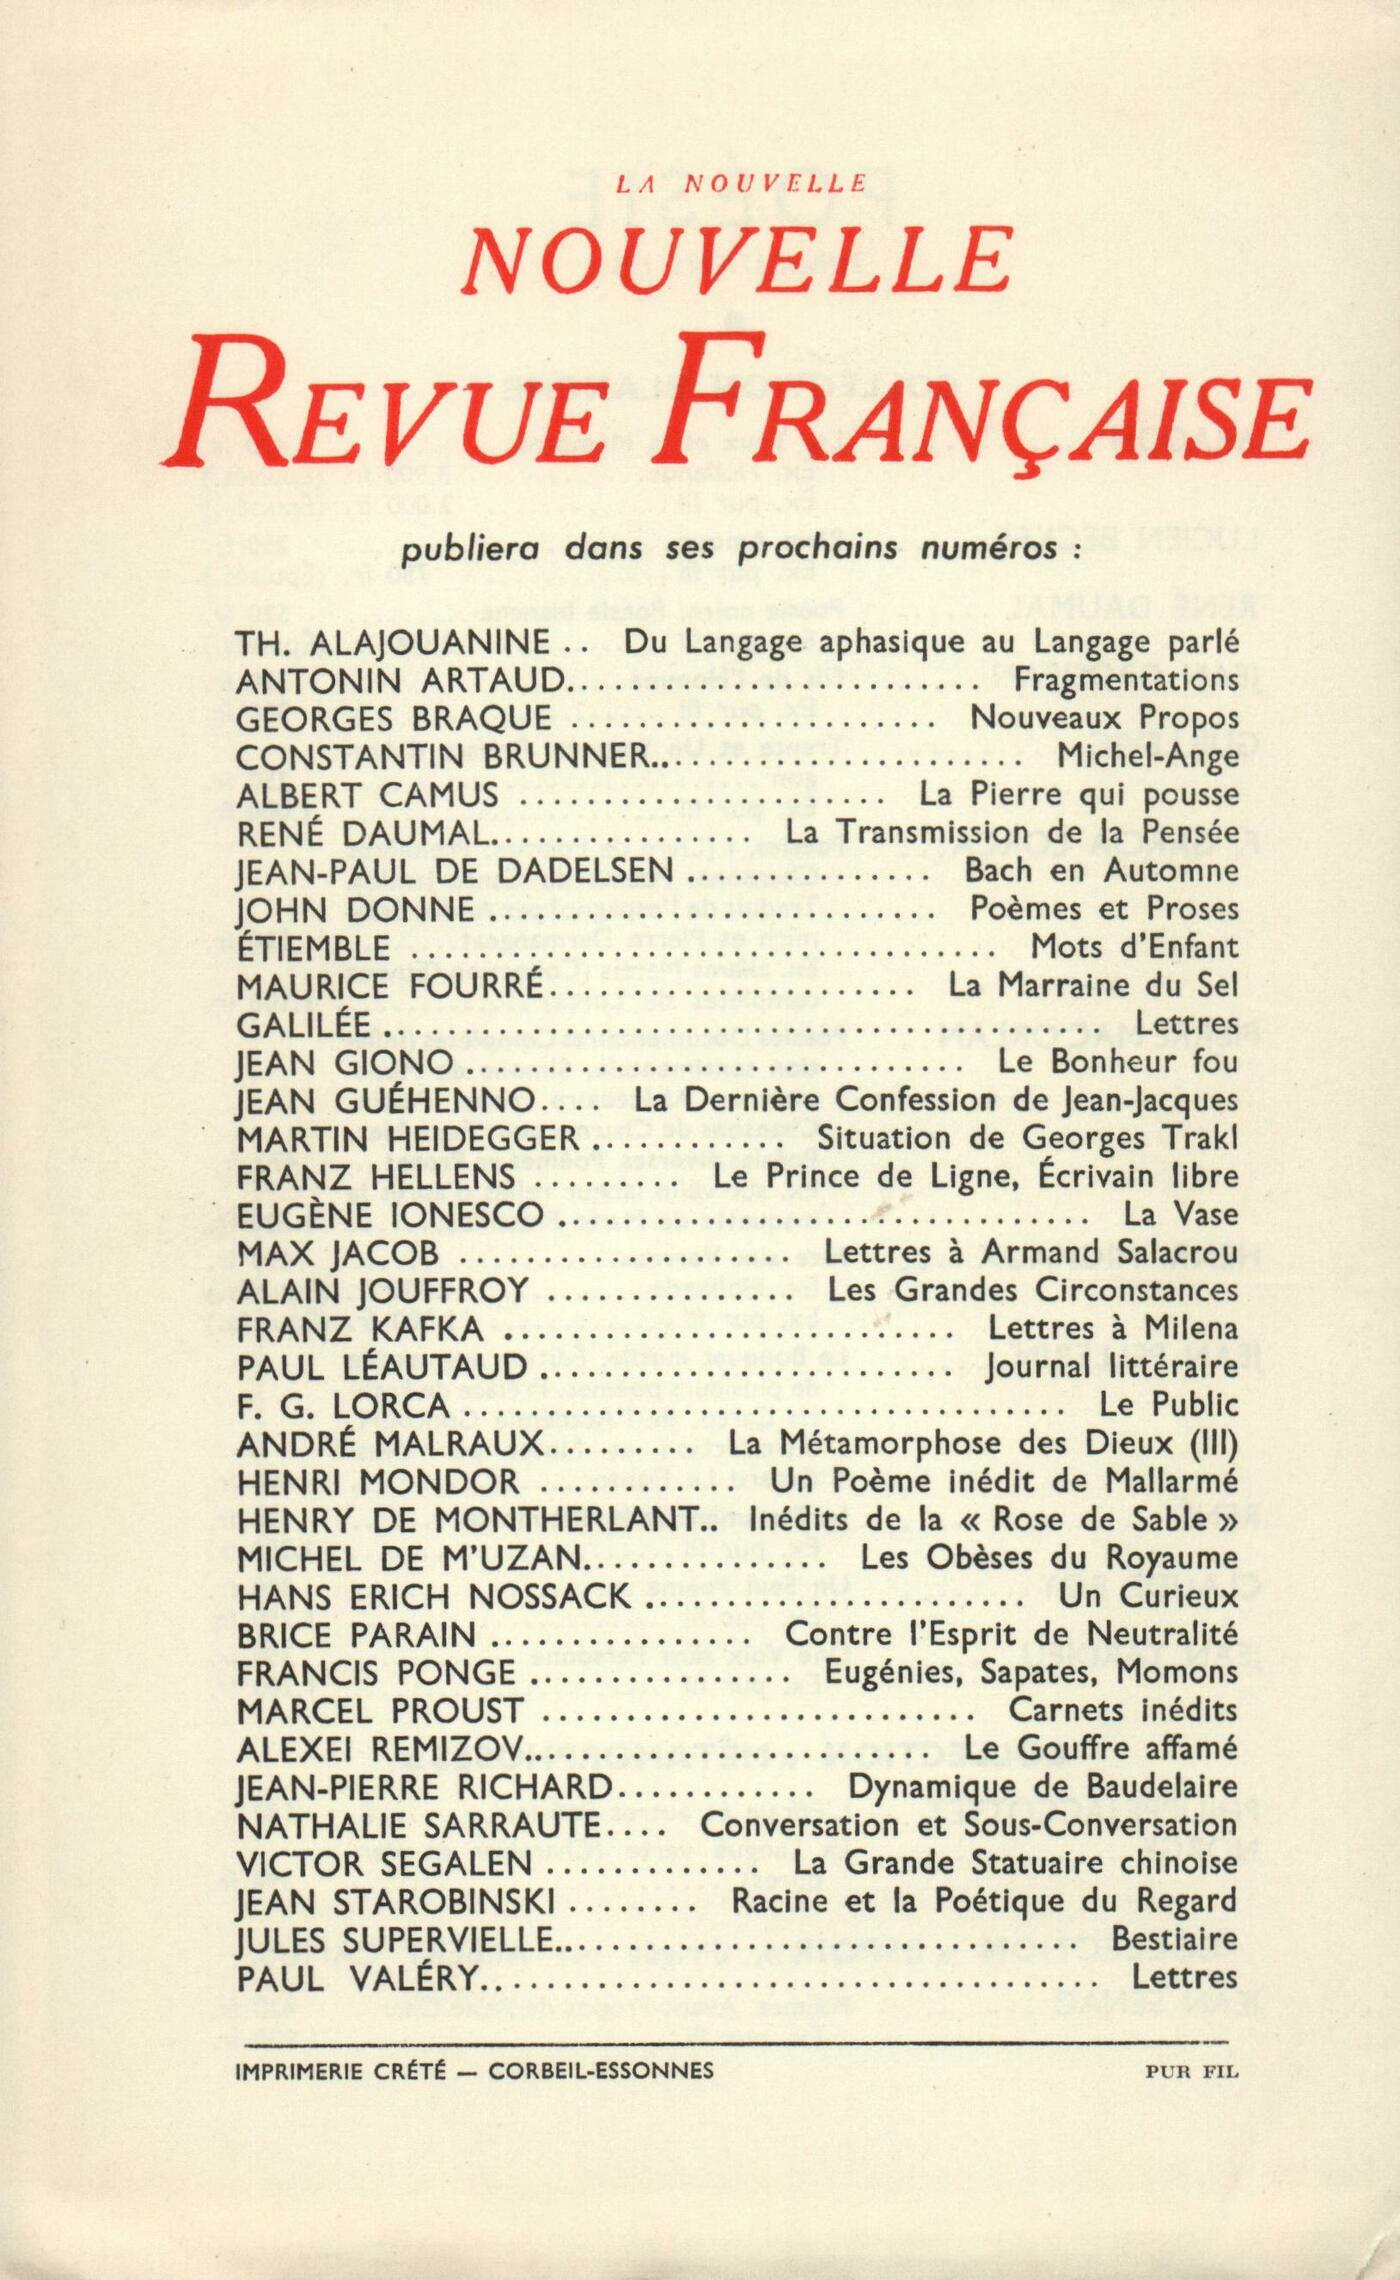 LA NOUVELLE
NOUVELLE
REVUE FRANÇAISE
publiera dans ses prochains numéros :
TH. ALAJOUANINE .. Du Langage aphasique au Langage parlé
ANTONIN ARTAUD......................... Fragmentations
GEORGES BRAQUE ....................... Nouveaux Propos
CONSTANTIN BRUNNER....................... Michel-Ange
ALBERT CAMUS ....................... La Pierre qui pousse
RENÉ DAUMAL................ La Transmission de la Pensée
JEAN-PAUL DE DADELSEN ............... Bach en Automne
JOHN DONNE ............................ Poèmes et Proses
ÉTIEMBLE .................................... Mots d'Enfant
MAURICE FOURRÉ....................... La Marraine du Sel
GALILÉE ............................................. Lettres
JEAN GIONO ............................... Le Bonheur fou
JEAN GUÉHENNO.... La Dernière Confession de Jean-Jacques
MARTIN HEIDEGGER ............ Situation de Georges Trakl
FRANZ HELLENS ......... Le Prince de Ligne, Écrivain libre
EUGÈNE IONESCO ................................. La Vase
MAX JACOB ..................... Lettres à Armand Salacrou
ALAIN JOUFFROY ............... Les Grandes Circonstances
FRANZ KAFKA ............................ Lettres à Milena
PAUL LÉAUTAUD .......................... Journal littéraire
F. G. LORCA ...................................... Le Public
ANDRÉ MALRAUX......... La Métamorphose des Dieux (III)
HENRI MONDOR ............ Un Poème inédit de Mallarmé
HENRY DE MONTHERLANT.. Inédits de la « Rose de Sable »
MICHEL DE M'UZAN............... Les Obèses du Royaume
HANS ERICH NOSSACK ........................ Un Curieux
BRICE PARAIN ................ Contre l'Esprit de Neutralité
FRANCIS PONGE ................. Eugénies, Sapates, Momons
MARCEL PROUST ........................... Carnets inédits
ALEXEI REMIZOV.......................... Le Gouffre affamé
JEAN-PIERRE RICHARD............ Dynamique de Baudelaire
NATHALIE SARRAUTE.... Conversation et Sous-Conversation
VICTOR SEGALEN ............. La Grande Statuaire chinoise
JEAN STAROBINSKI ........ Racine et la Poétique du Regard
JULES SUPERVIELLE................................. Bestiaire
PAUL VALÉRY...................................... Lettres
IMPRIMERIE CRÉTÉ — CORBEIL-ESSONNES PUR FIL